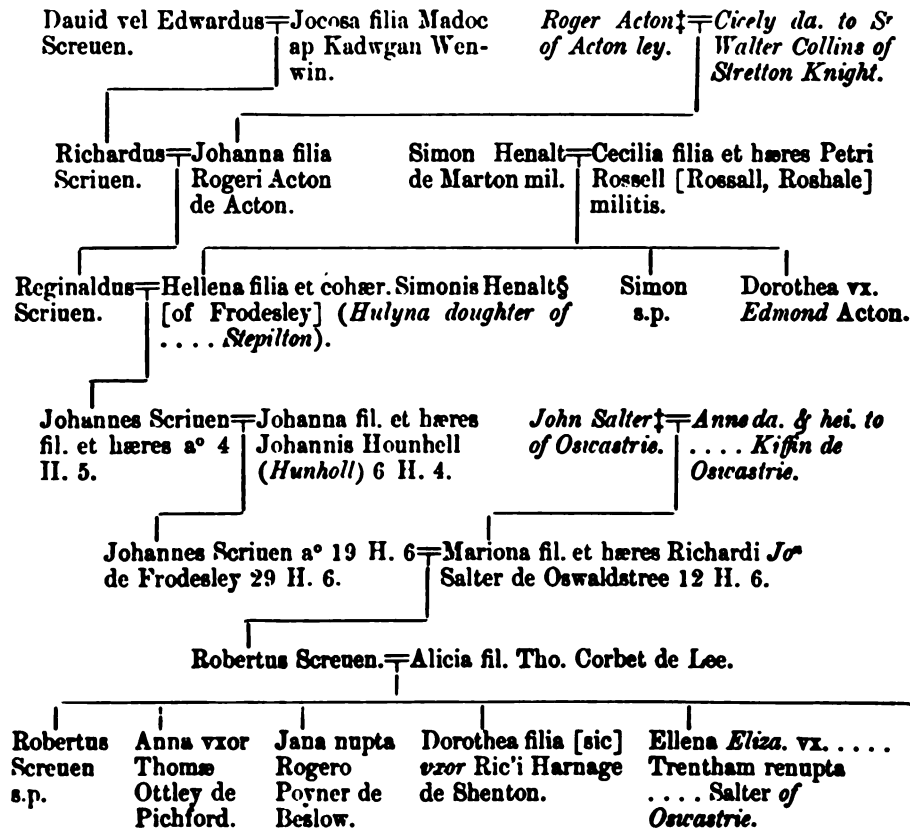 Dauid vel Edwardus
Screuen.
Jocosa filia Madoc
ap Kadwgan Wen-
win.
Roger Acton‡
of Acton ley.
Cicely da. to Sr
Walter Collins of
Stretton Knight.
Richardus
Scriuen.
Johanna filia
Rogeri Acton
de Acton.
Simon Henalt
de Marton mil.
Cecilia filia et hæres Petri
Rossell [Rossall, Roshale]
militis.
Reginaldus
Scriuen.
Hellena filia et cohær. Simonis Henalt§
[of Frodesley] (Hulyna doughter of
. . . . Stepilton).
Simon
s.p.
Dorothea vx.
Edmond Acton.
Johannes Scriuen
fil. et hæres aº 4
H. 5.
Johanna fil. et hæres
Johannis Hounhell
(Hunholl) 6 H. 4.
John Salter‡
of Oswastrie.
Anne da. & hei. to
. . . . Kiffin de
Oswastrie.
Johannes Scriuen aº 19 H. 6
de Frodesley 29 H. 6.
Mariona fil. et hæres Richardi Joⁿ
Salter de Oswaldstree 12 H. 6.
Robertus Screuen.
Alicia fil. Tho. Corbet de Lee.
Robertus
Screuen
s.p.
Anna vxor
Thomæ
Ottley de
Pichford.
Jana nupta
Rogero
Poyner de
Beslow.
Dorothea filia [sic]
vxor Ric'i Harnage
de Shenton.
Ellena Eliza. vx. . . . . .
Trentham renupta
. . . . Salter of
Oswastrie.